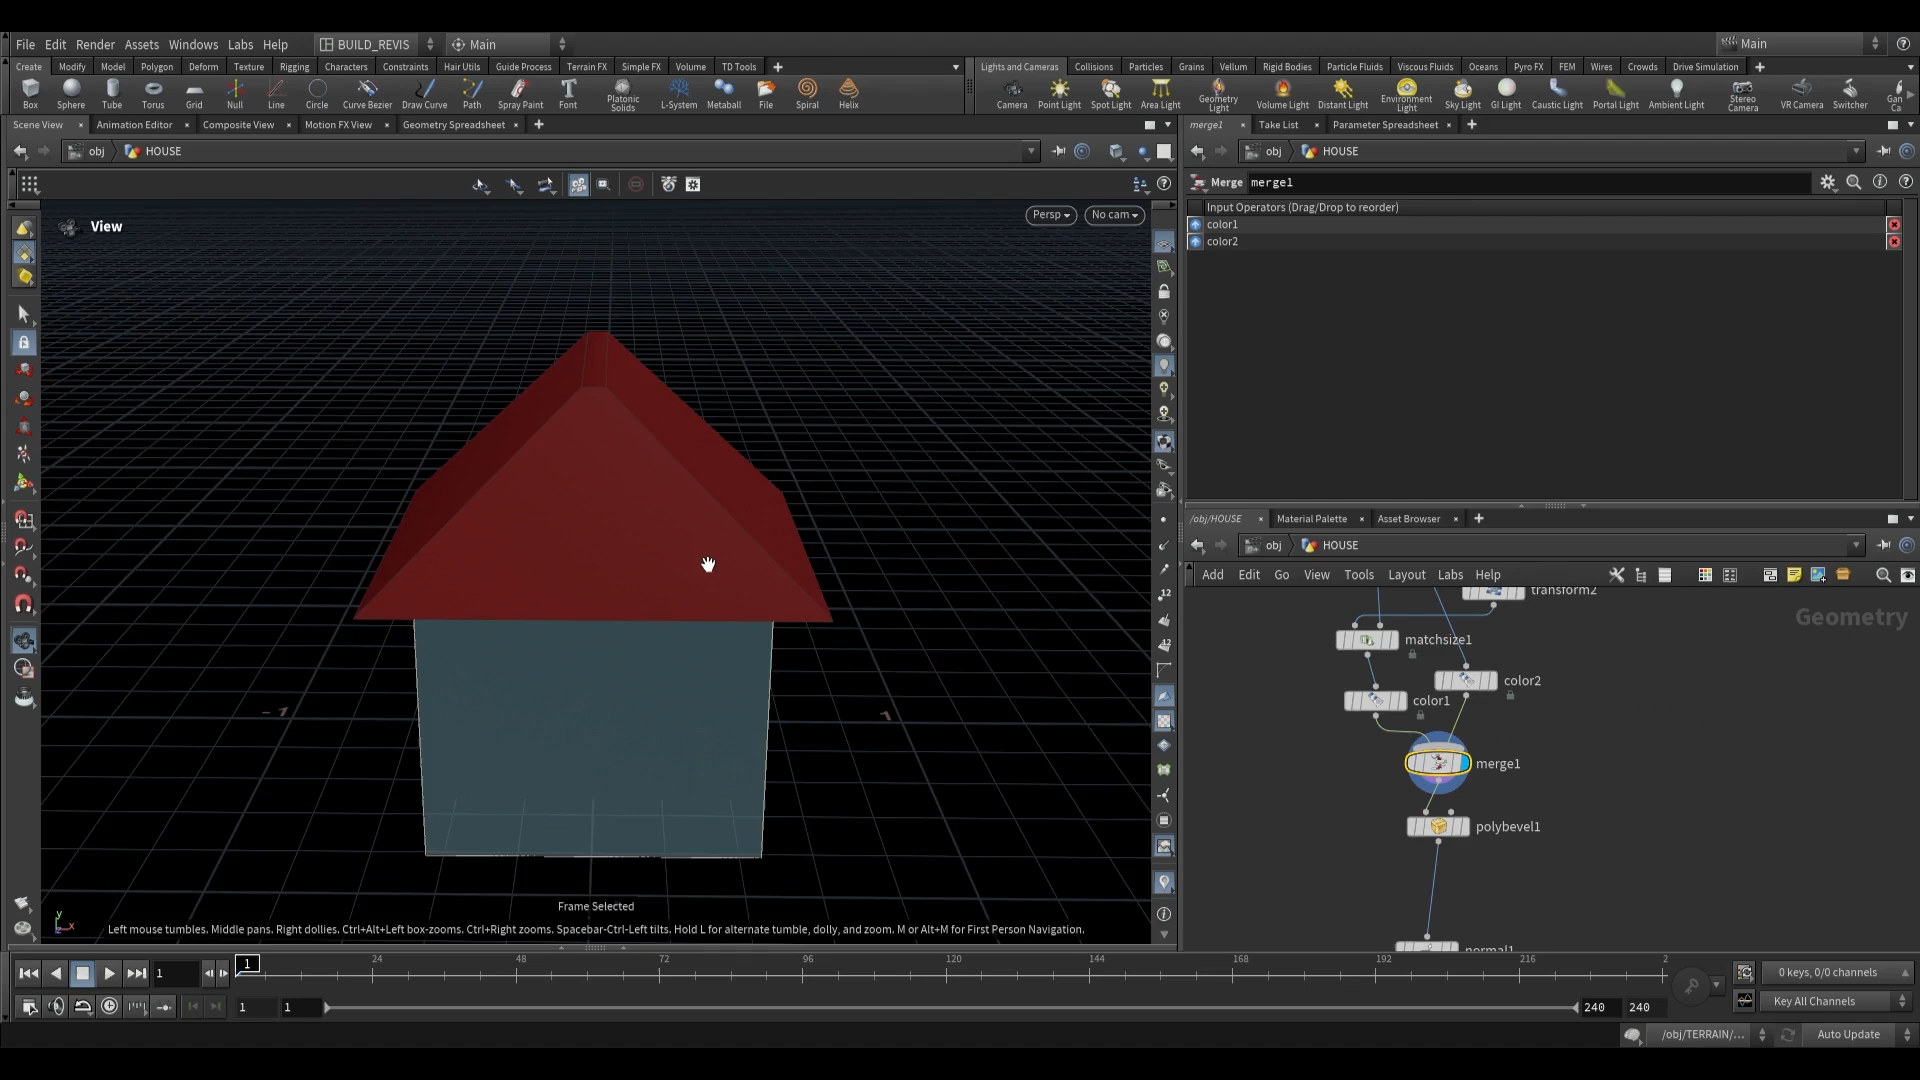 File Edit Render Assets Windows Labs Help BUILD_REVIS Main Main
Create Modify Model Polygon Deform Texture Rigging Characters Constraints Hair Utils Guide Process Terrain FX Simple FX Volume TD Tools
Lights and Cameras Collisions Particles Grains Vellum Rigid Bodies Particle Fluids Viscous Fluids Oceans Pyro FX FEM Wires Crowds Drive Simulation
Box Sphere Tube Torus Grid Null Line Circle Curve Bezier Draw Curve Path Spray Paint Font Platonic Solids L-System Metaball File Spiral Helix
Camera Point Light Spot Light Area Light Geometry Light Volume Light Distant Light Environment Light Sky Light GI Light Caustic Light Portal Light Ambient Light Stereo Camera VR Camera Switcher
Scene View Animation Editor Composite View Motion FX View Geometry Spreadsheet
merge1 Take List Parameter Spreadsheet
obj HOUSE
obj HOUSE
Merge merge1
Input Operators (Drag/Drop to reorder)
color1
color2
View
Persp No cam
- 1
1
Frame Selected
Left mouse tumbles. Middle pans. Right dollies. Ctrl+Alt+Left box-zooms. Ctrl+Right zooms. Spacebar-Ctrl-Left tilts. Hold L for alternate tumble, dolly, and zoom. M or Alt+M for First Person Navigation.
y x
12
42
/obj/HOUSE Material Palette Asset Browser
obj HOUSE
Add Edit Go View Tools Layout Labs Help
transform2
Geometry
matchsize1
color2
color1
merge1
polybevel1
normal1
1 1 24 48 72 96 120 144 168 192 216 2
0 keys, 0/0 channels
1 1 240 240
Key All Channels
/obj/TERRAIN/... Auto Update